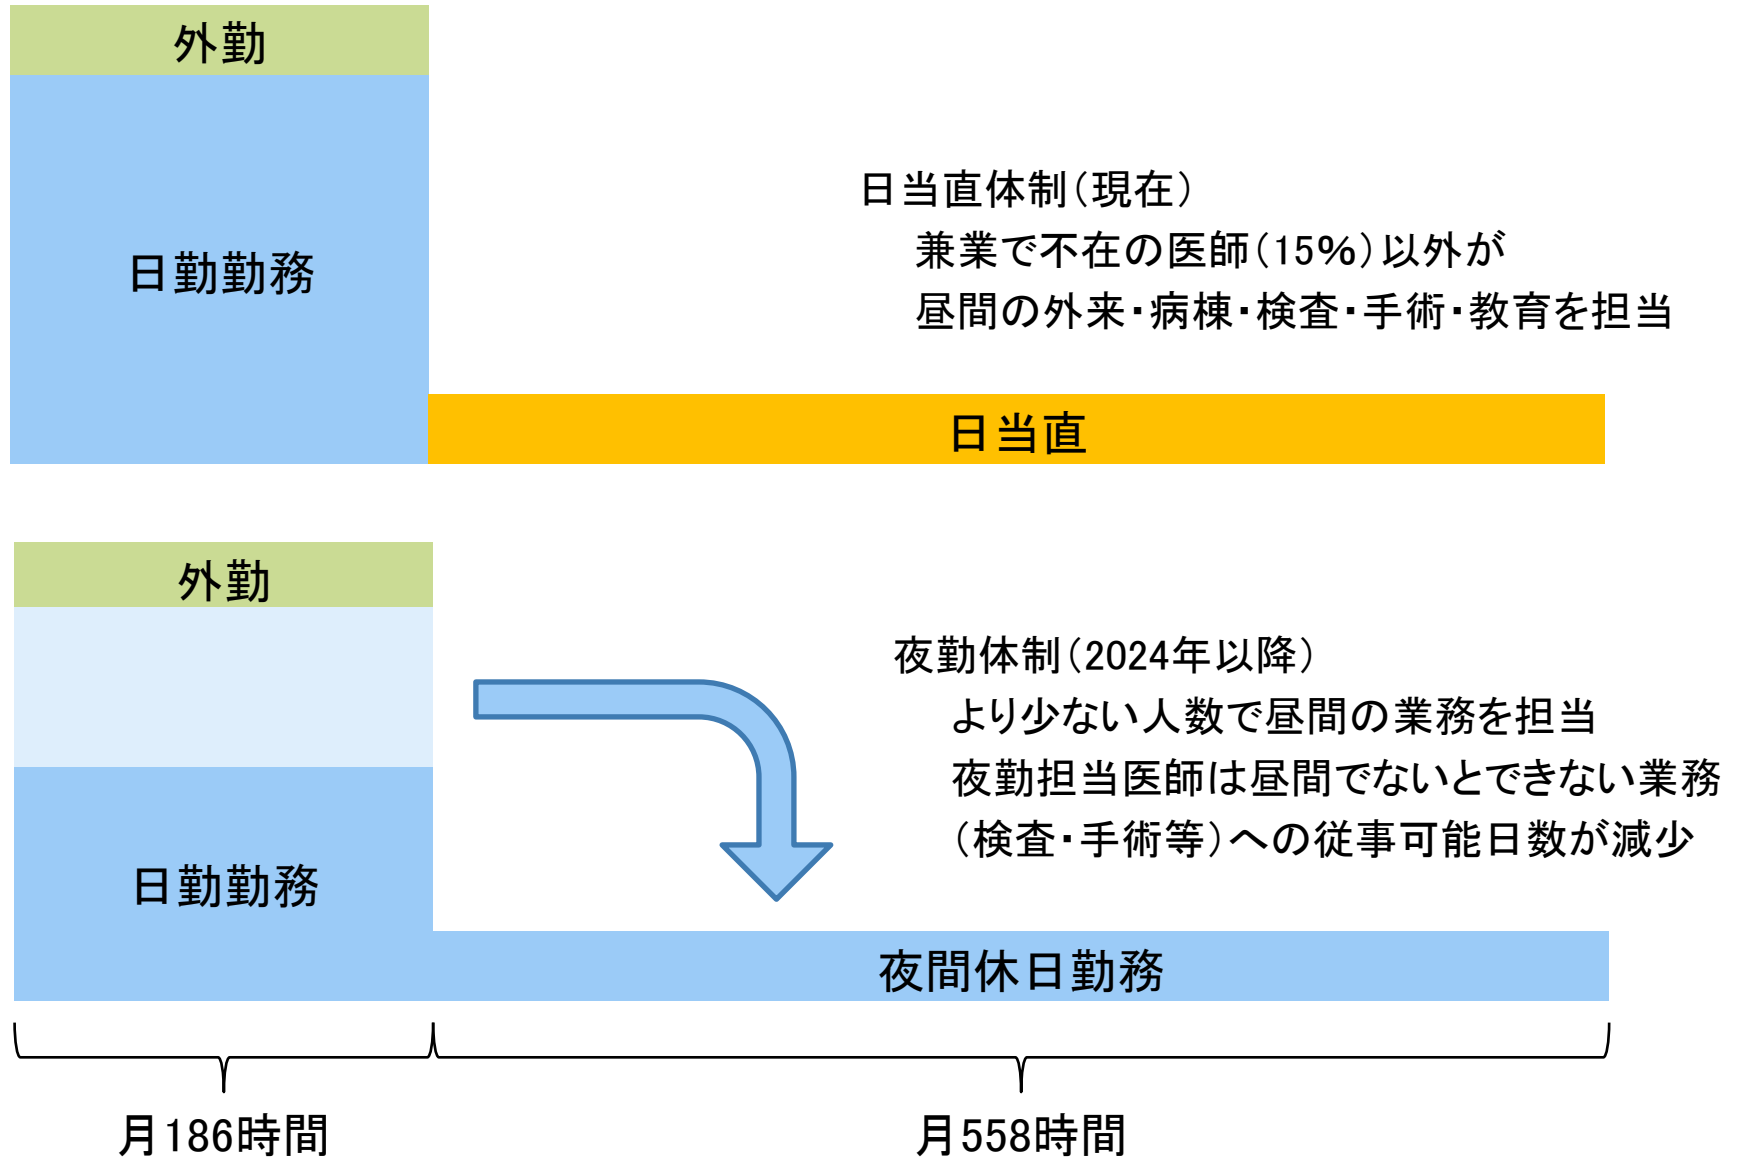 外勤
日勤勤務
日当直体制（現在）
兼業で不在の医師（15％）以外が
昼間の外来・病棟・検査・手術・教育を担当
日当直
外勤
日勤勤務
夜勤体制（2024年以降）
より少ない人数で昼間の業務を担当
夜勤担当医師は昼間でないとできない業務
（検査・手術等）への従事可能日数が減少
夜間休日勤務
月186時間
月558時間